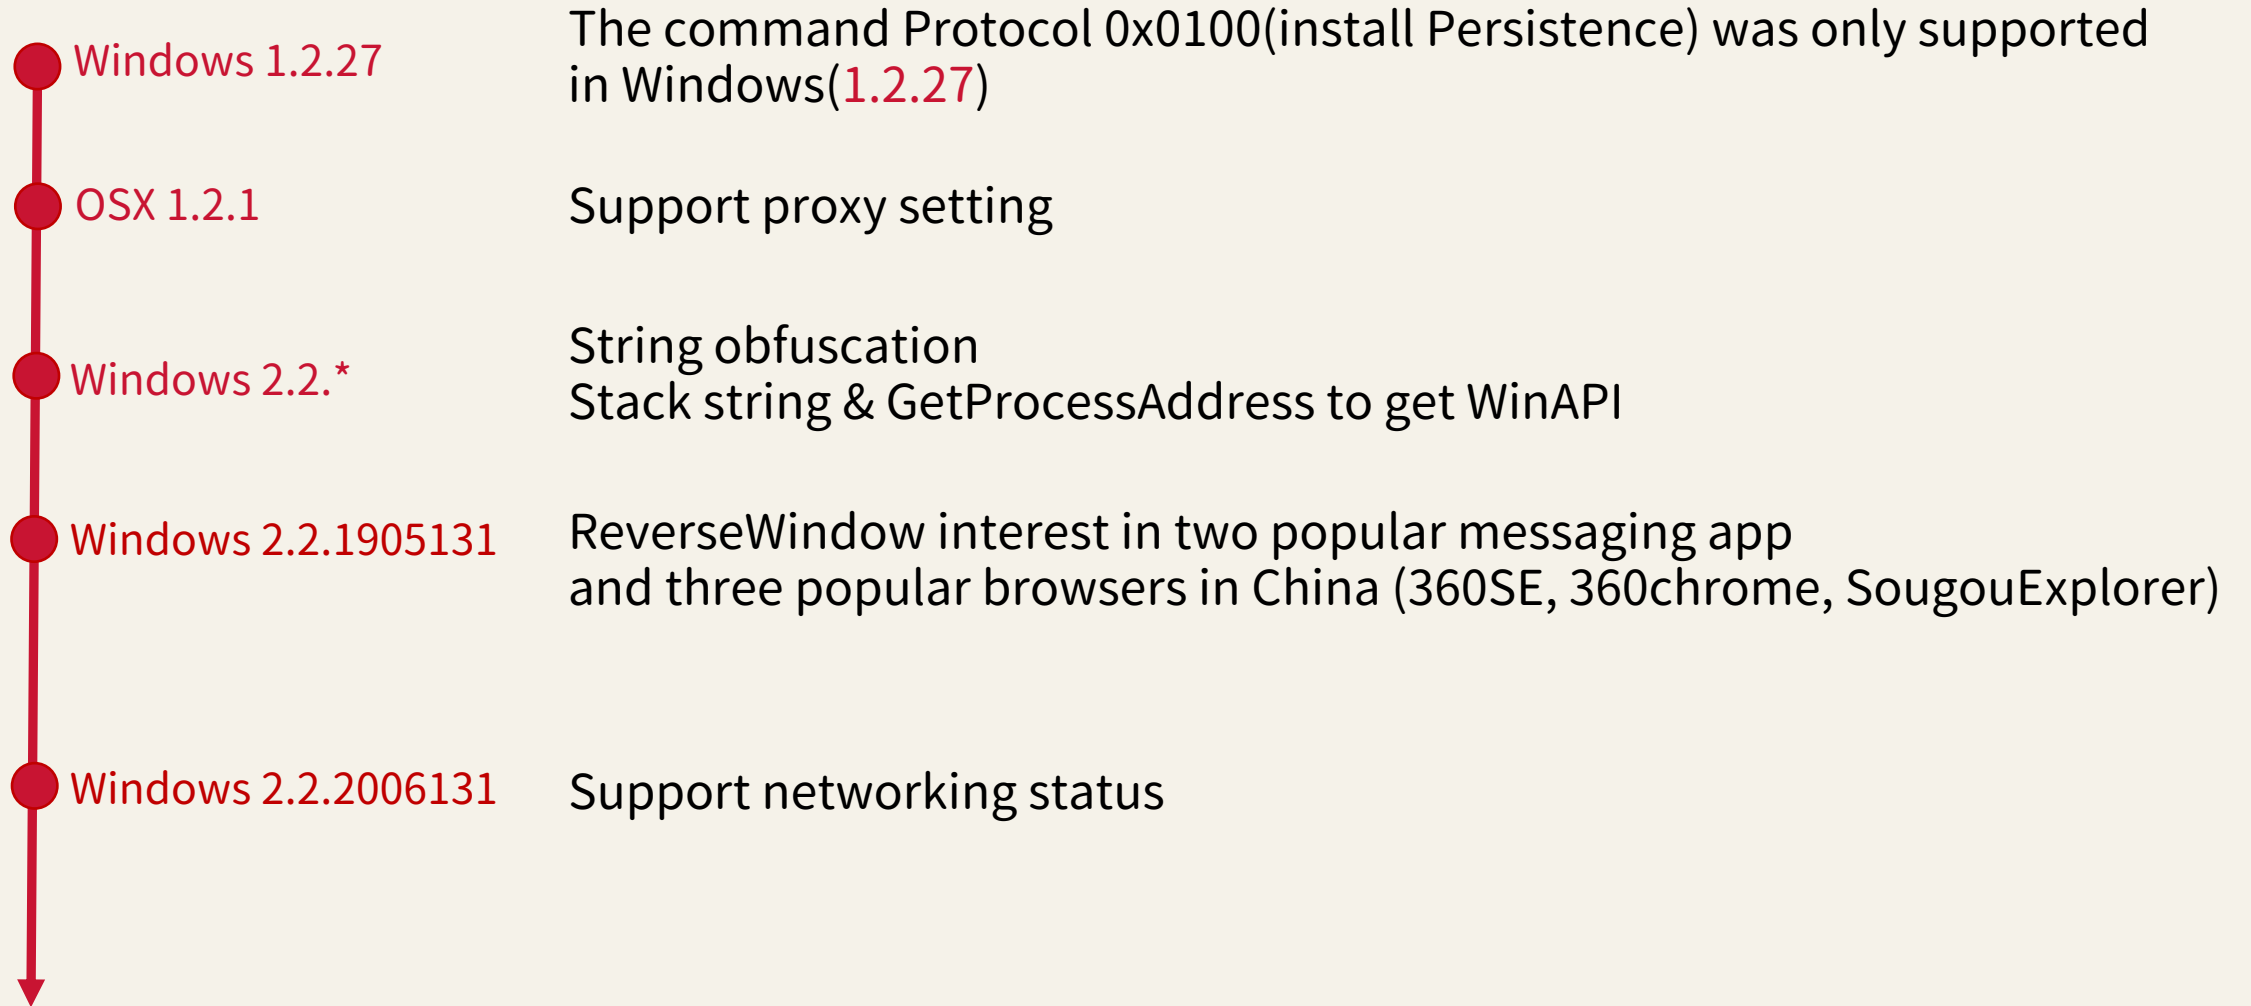 Windows 1.2.27
The command Protocol 0x0100(install Persistence) was only supported
in Windows(1.2.27)
OSX 1.2.1
Support proxy setting
Windows 2.2.*
String obfuscation
Stack string & GetProcessAddress to get WinAPI
Windows 2.2.1905131
ReverseWindow interest in two popular messaging app
and three popular browsers in China (360SE, 360chrome, SougouExplorer)
Windows 2.2.2006131
Support networking status